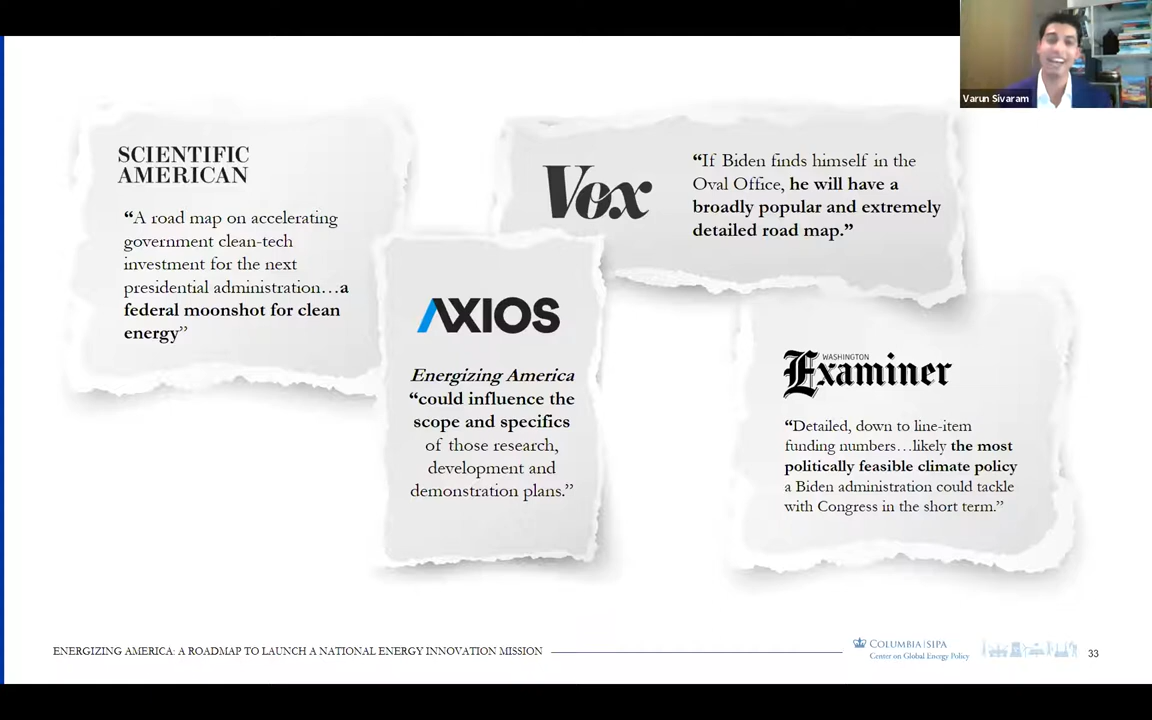 Varun Sivaram
SCIENTIFIC
AMERICAN
“A road map on accelerating
government clean-tech
investment for the next
presidential administration…a
federal moonshot for clean
energy”
Vox
“If Biden finds himself in the
Oval Office, he will have a
broadly popular and extremely
detailed road map.”
AXIOS
Energizing America
“could influence the
scope and specifics
of those research,
development and
demonstration plans.”
WASHINGTON
Examiner
“Detailed, down to line-item
funding numbers…likely the most
politically feasible climate policy
a Biden administration could tackle
with Congress in the short term.”
ENERGIZING AMERICA: A ROADMAP TO LAUNCH A NATIONAL ENERGY INNOVATION MISSION
COLUMBIA | SIPA
Center on Global Energy Policy
33